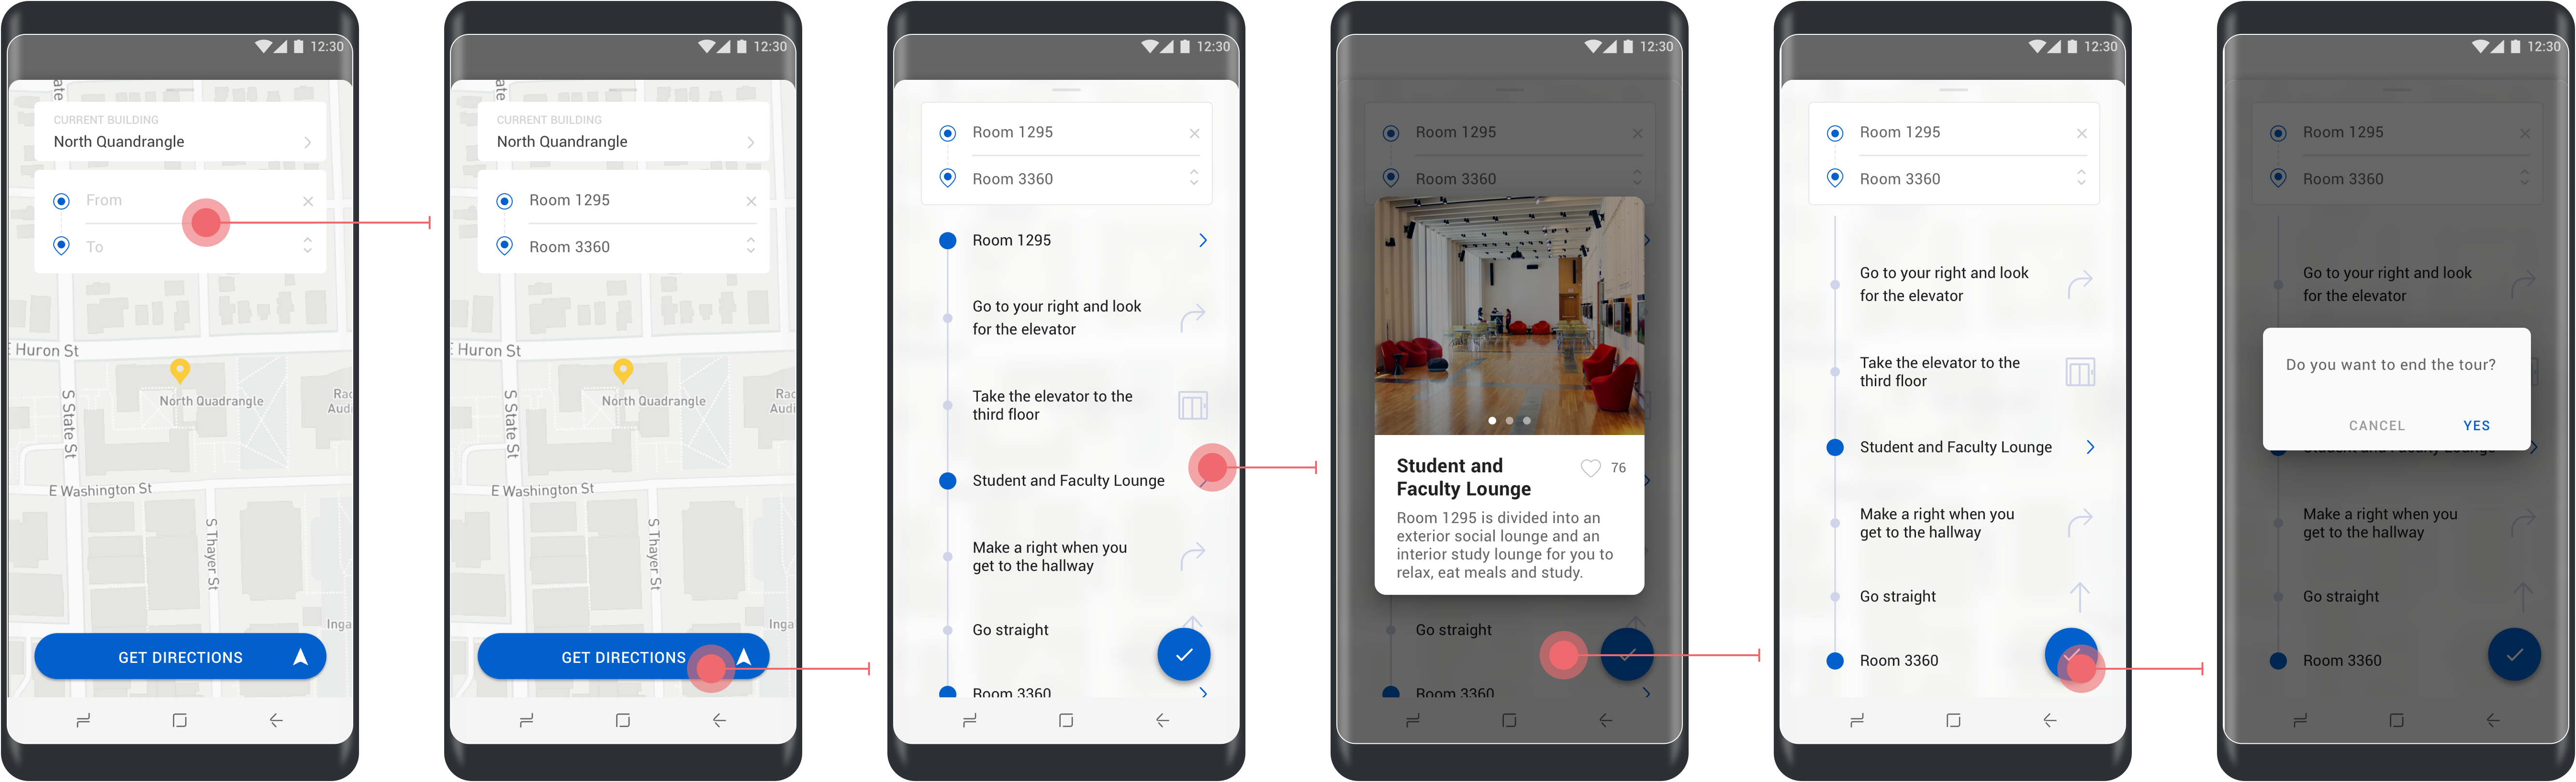 12:30
ate
CURRENT BUILDING
North Quandrangle
From
To
E Huron St
S State St
North Quadrangle
Rac
Audi
E Washington St
S Thayer St
Inga
GET DIRECTIONS
12:30
ate
CURRENT BUILDING
North Quandrangle
Room 1295
Room 3360
E Huron St
S State St
North Quadrangle
Rac
Audi
E Washington St
S Thayer St
Inga
GET DIRECTIONS
12:30
Room 1295
Room 3360
Room 1295
Go to your right and look
for the elevator
Take the elevator to the
third floor
Student and Faculty Lounge
Make a right when you
get to the hallway
Go straight
Room 3360
12:30
Room 1295
Room 3360
Student and
Faculty Lounge
76
Room 1295 is divided into an
exterior social lounge and an
interior study lounge for you to
relax, eat meals and study.
Go straight
Room 3360
12:30
Room 1295
Room 3360
Go to your right and look
for the elevator
Take the elevator to the
third floor
Student and Faculty Lounge
Make a right when you
get to the hallway
Go straight
Room 3360
12:30
Room 1295
Room 3360
Go to your right and look
for the elevator
Do you want to end the tour?
CANCEL YES
Student and Faculty Lounge
Make a right when you
get to the hallway
Go straight
Room 3360